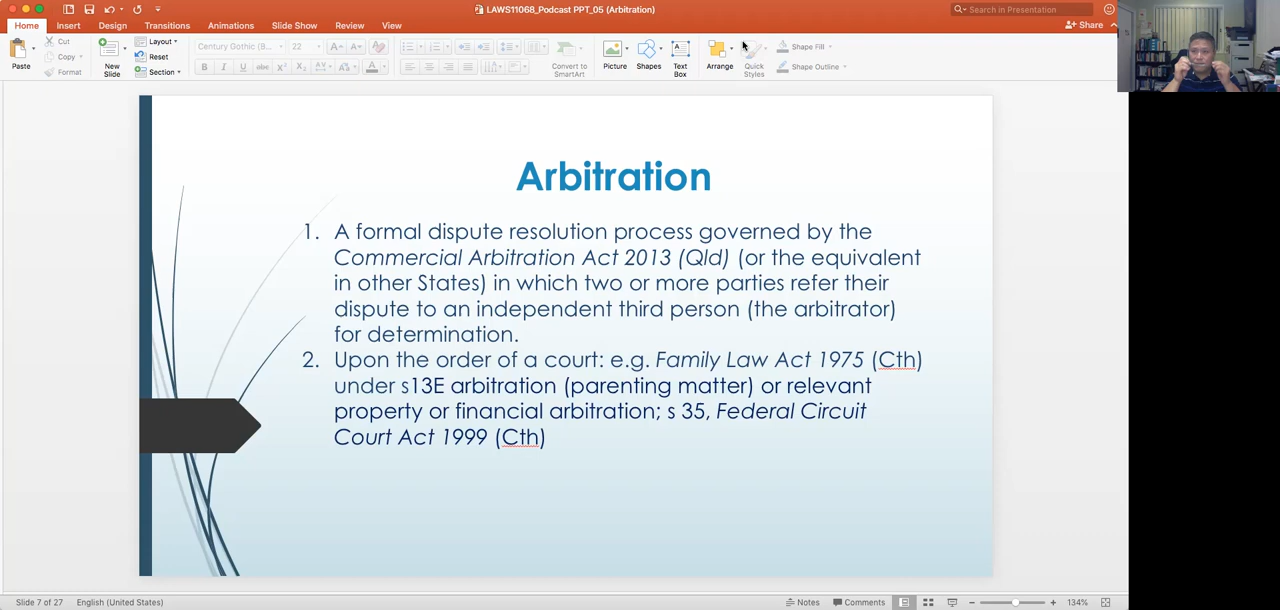 LAWS11068_Podcast PPT_05 (Arbitration)
Search in Presentation
Home Insert Design Transitions Animations Slide Show Review View
Share
Paste
Cut
Copy
Format
New Slide
Layout
Reset
Section
Century Gothic (B... 22
Convert to SmartArt
Picture
Shapes
Text Box
Arrange
Quick Styles
Shape Fill
Shape Outline
Arbitration
1. A formal dispute resolution process governed by the
Commercial Arbitration Act 2013 (Qld) (or the equivalent
in other States) in which two or more parties refer their
dispute to an independent third person (the arbitrator)
for determination.
2. Upon the order of a court: e.g. Family Law Act 1975 (Cth)
under s13E arbitration (parenting matter) or relevant
property or financial arbitration; s 35, Federal Circuit
Court Act 1999 (Cth)
Slide 7 of 27 English (United States) Notes Comments 134%